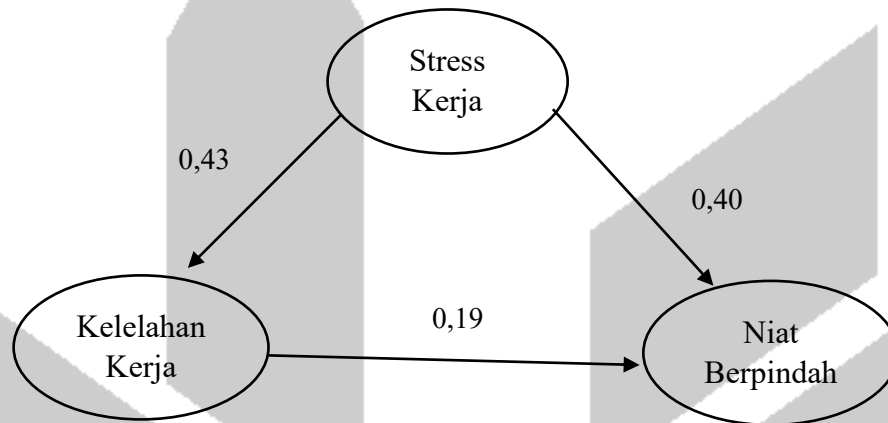 Stress
Kerja
0,43
0,40
0,19
Kelelahan
Kerja
Niat
Berpindah